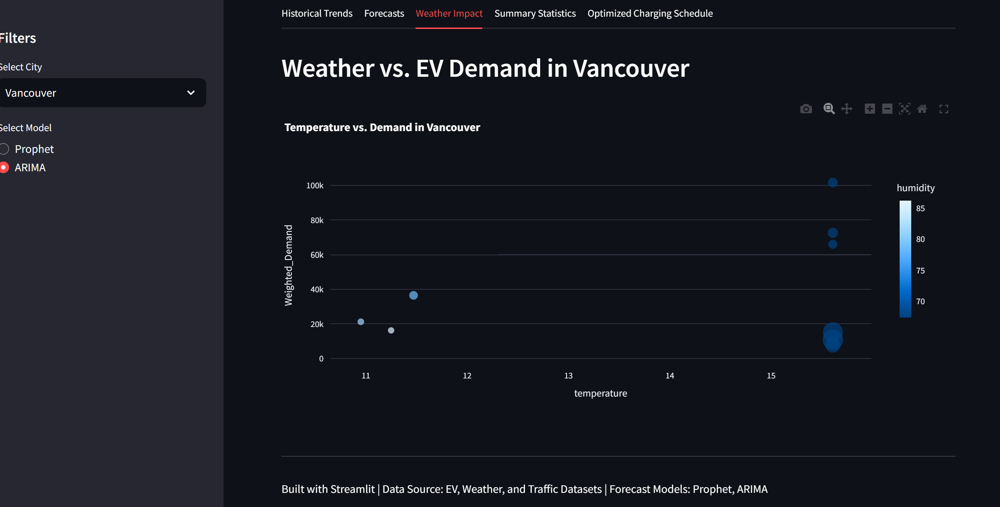 Historical Trends Forecasts Weather Impact Summary Statistics Optimized Charging Schedule
Filters
Select City
Vancouver
Select Model
Prophet
ARIMA
Weather vs. EV Demand in Vancouver
Temperature vs. Demand in Vancouver
Weighted_Demand
100k
80k
60k
40k
20k
0
11 12 13 14 15
temperature
humidity
85
80
75
70
Built with Streamlit | Data Source: EV, Weather, and Traffic Datasets | Forecast Models: Prophet, ARIMA